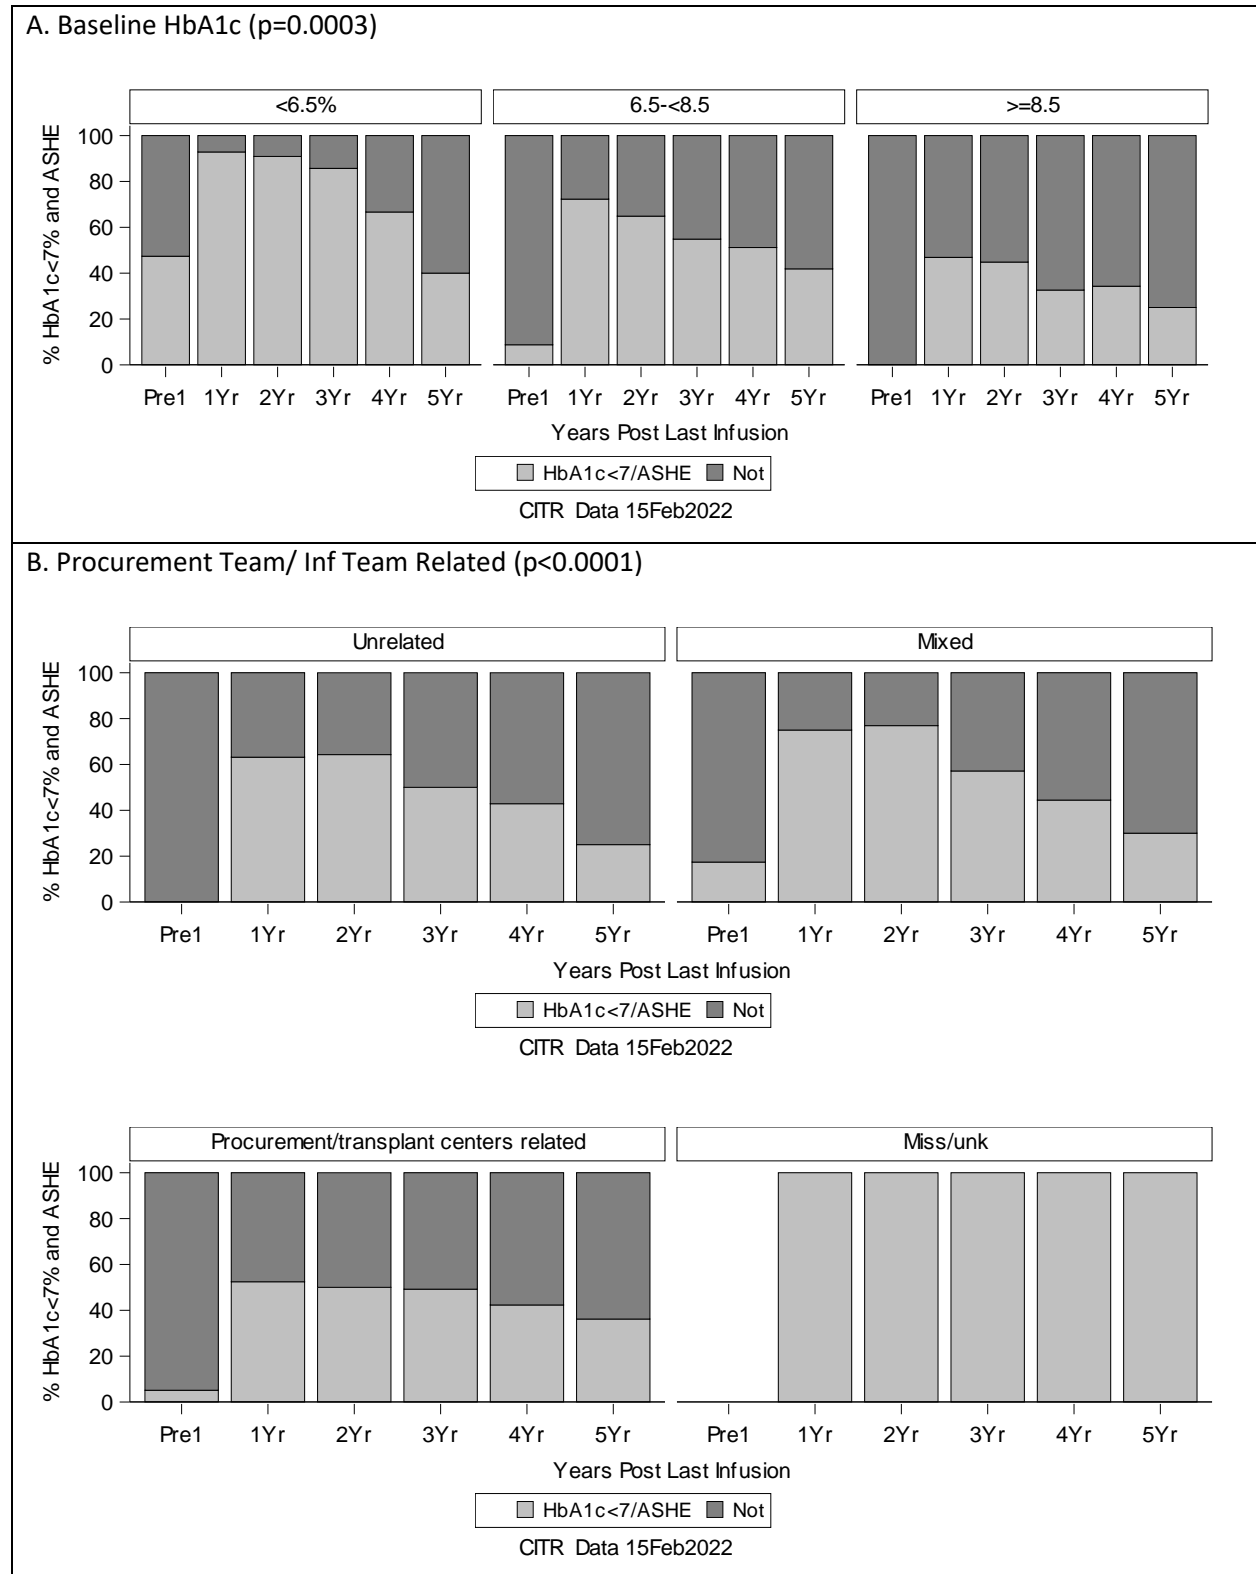 A. Baseline HbA1c (p=0.0003)
<6.5% 6.5-<8.5 >=8.5
% HbA1c<7% and ASHE
100
80
60
40
20
0
Pre1 1Yr 2Yr 3Yr 4Yr 5Yr Pre1 1Yr 2Yr 3Yr 4Yr 5Yr Pre1 1Yr 2Yr 3Yr 4Yr 5Yr
Years Post Last Infusion
HbA1c<7/ASHE Not
CITR Data 15Feb2022
B. Procurement Team/ Inf Team Related (p<0.0001)
Unrelated Mixed
% HbA1c<7% and ASHE
100
80
60
40
20
0
Pre1 1Yr 2Yr 3Yr 4Yr 5Yr Pre1 1Yr 2Yr 3Yr 4Yr 5Yr
Years Post Last Infusion
HbA1c<7/ASHE Not
CITR Data 15Feb2022
Procurement/transplant centers related Miss/unk
% HbA1c<7% and ASHE
100
80
60
40
20
0
Pre1 1Yr 2Yr 3Yr 4Yr 5Yr Pre1 1Yr 2Yr 3Yr 4Yr 5Yr
Years Post Last Infusion
HbA1c<7/ASHE Not
CITR Data 15Feb2022